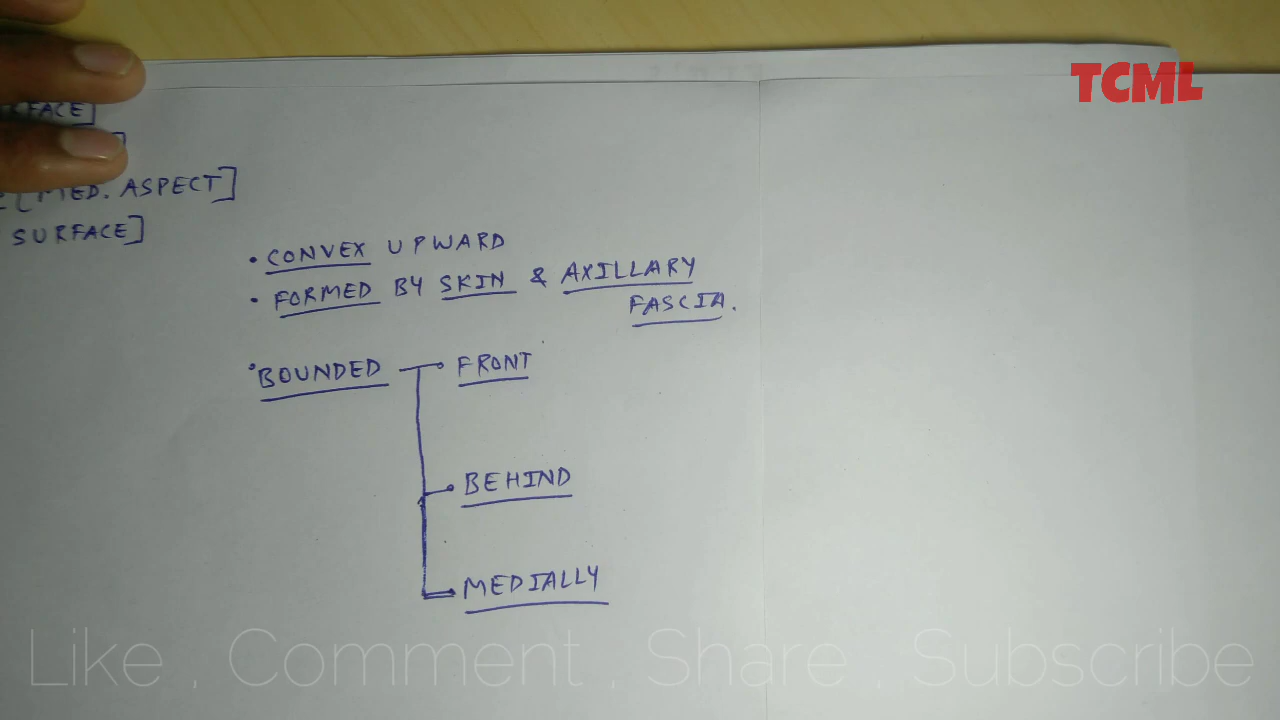 TCML
FACE]
[MED. ASPECT]
SURFACE]
• CONVEX UPWARD
• FORMED BY SKIN & AXILLARY
FASCIA.
• BOUNDED FRONT
BEHIND
MEDIALLY
Like , Comment , Share , Subscribe